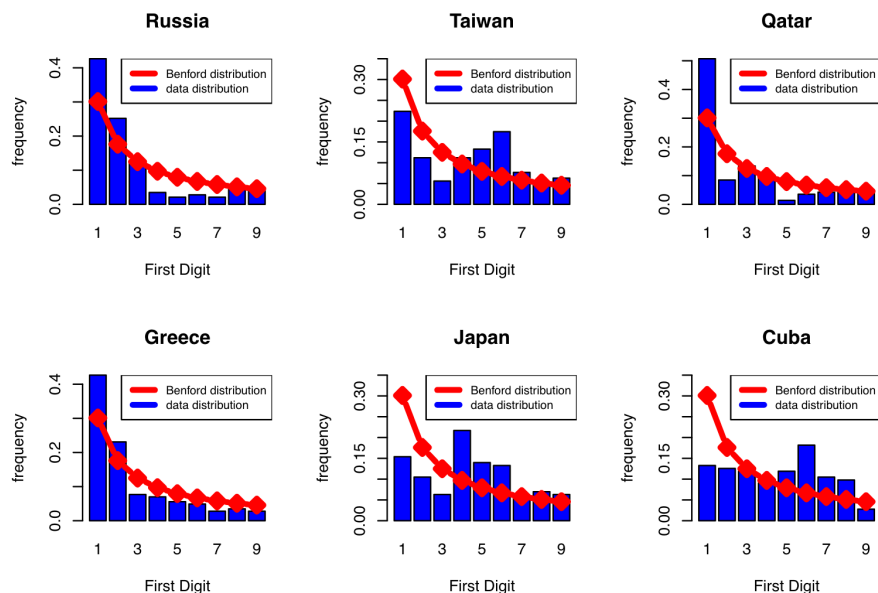 Russia
Benford distribution
data distribution
frequency
0.0 0.2 0.4
1 3 5 7 9
First Digit
Taiwan
Benford distribution
data distribution
frequency
0.00 0.15 0.30
1 3 5 7 9
First Digit
Qatar
Benford distribution
data distribution
frequency
0.0 0.2 0.4
1 3 5 7 9
First Digit
Greece
Benford distribution
data distribution
frequency
0.0 0.2 0.4
1 3 5 7 9
First Digit
Japan
Benford distribution
data distribution
frequency
0.00 0.15 0.30
1 3 5 7 9
First Digit
Cuba
Benford distribution
data distribution
frequency
0.00 0.15 0.30
1 3 5 7 9
First Digit